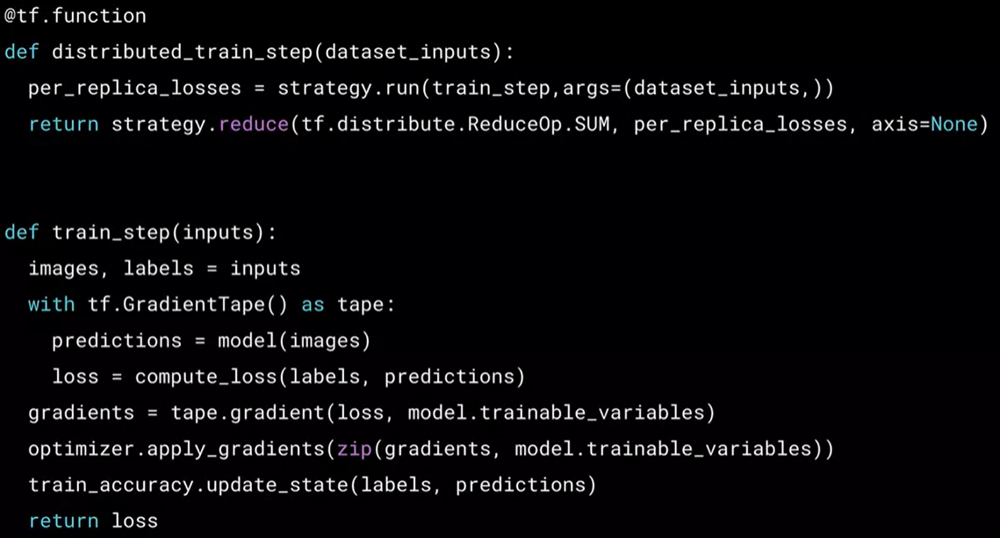 @tf.function
def distributed_train_step(dataset_inputs):
  per_replica_losses = strategy.run(train_step,args=(dataset_inputs,))
  return strategy.reduce(tf.distribute.ReduceOp.SUM, per_replica_losses, axis=None)
def train_step(inputs):
  images, labels = inputs
  with tf.GradientTape() as tape:
    predictions = model(images)
    loss = compute_loss(labels, predictions)
  gradients = tape.gradient(loss, model.trainable_variables)
  optimizer.apply_gradients(zip(gradients, model.trainable_variables))
  train_accuracy.update_state(labels, predictions)
  return loss